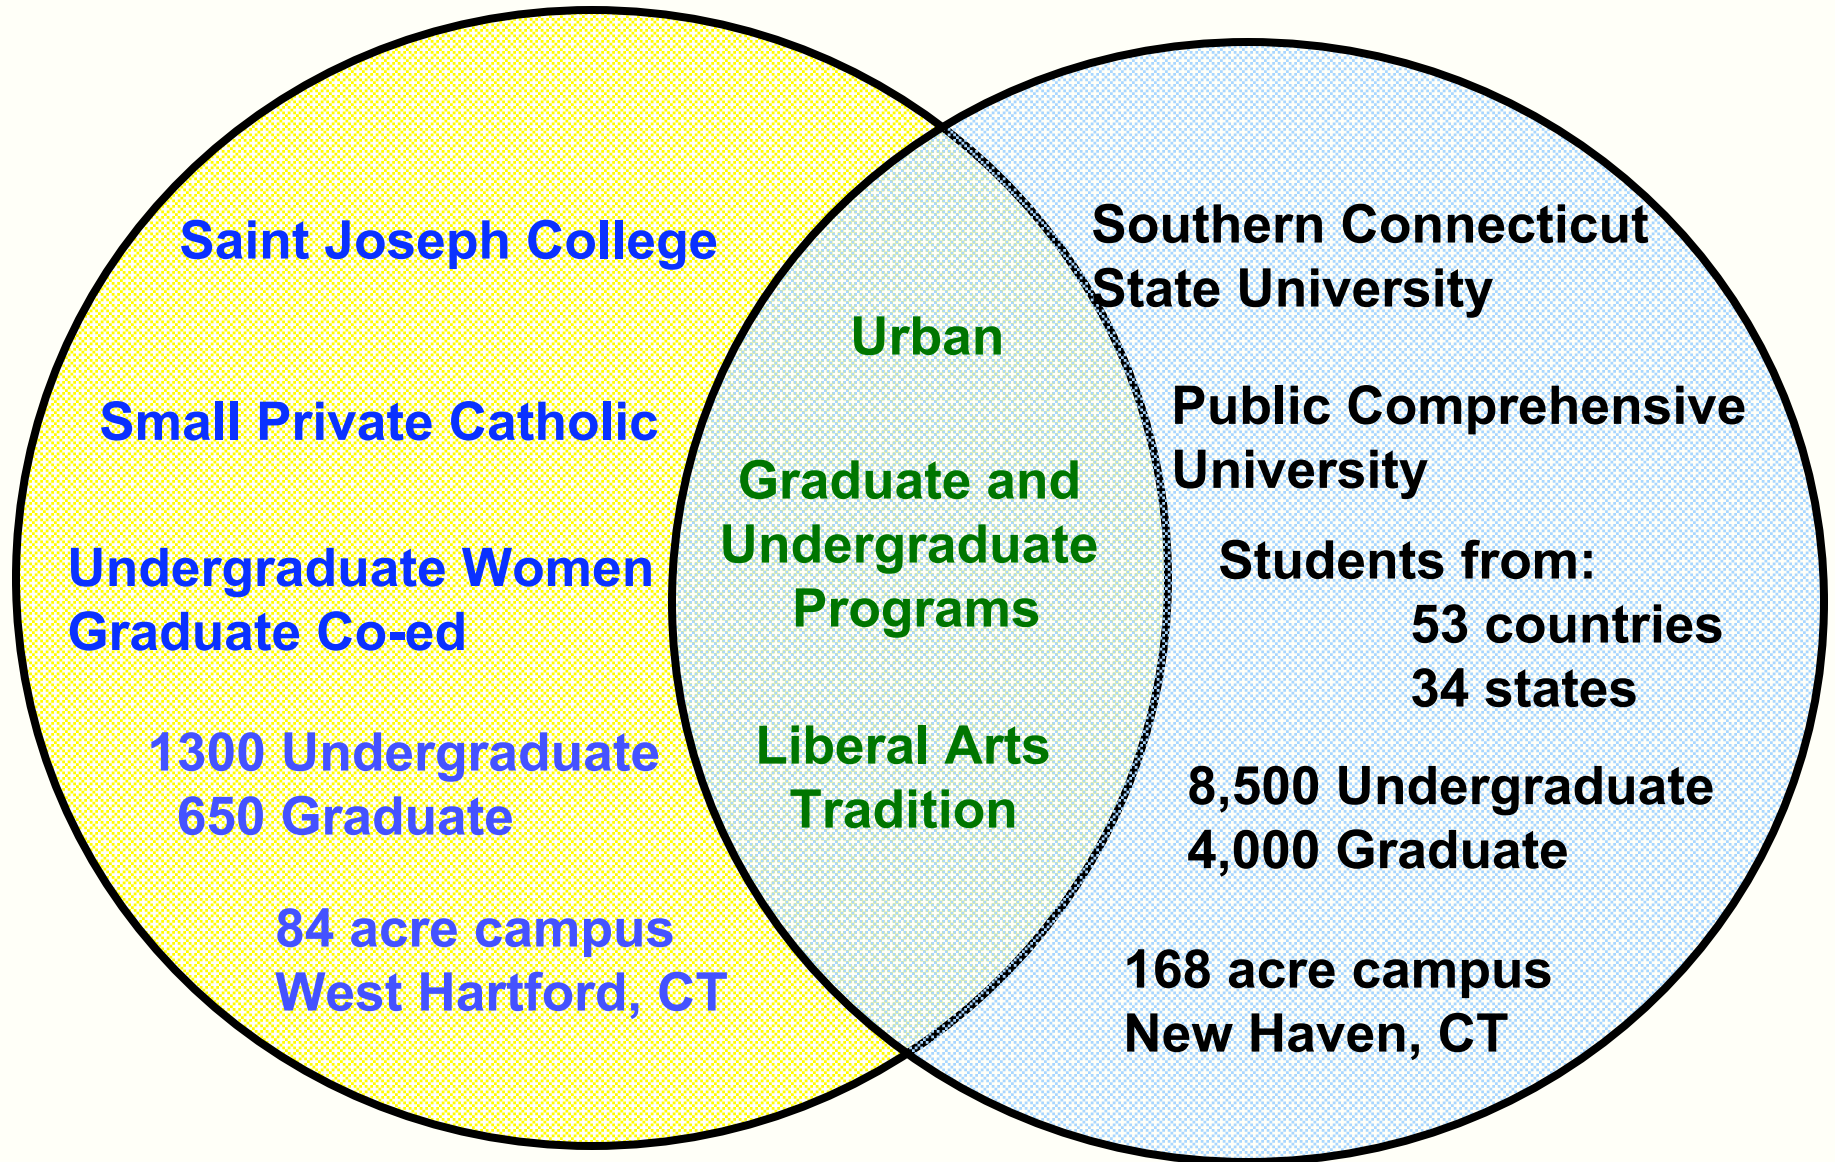 Saint Joseph College
Small Private Catholic
Undergraduate Women
Graduate Co-ed
1300 Undergraduate
650 Graduate
84 acre campus
West Hartford, CT
Urban
Graduate and
Undergraduate
Programs
Liberal Arts
Tradition
Southern Connecticut
State University
Public Comprehensive
University
Students from:
53 countries
34 states
8,500 Undergraduate
4,000 Graduate
168 acre campus
New Haven, CT